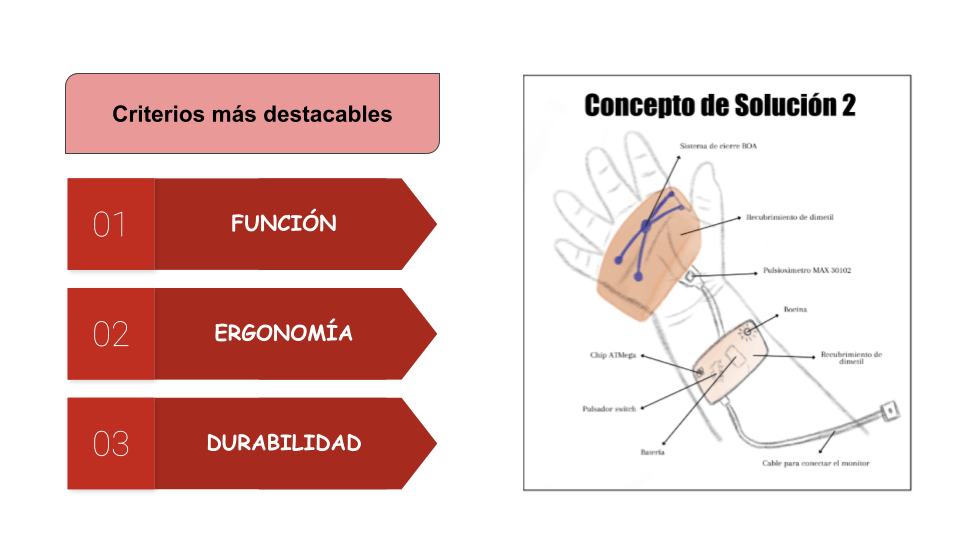 Criterios más destacables
01
FUNCIÓN
02
ERGONOMÍA
03
DURABILIDAD
Concepto de Solución 2
Sistema de cierre BOA
Recubrimiento de dimetil
Pulsioxímetro MAX 30102
Bocina
Chip ATMega
Recubrimiento de
dimetil
Pulsador switch
Batería
Cable para conectar el monitor